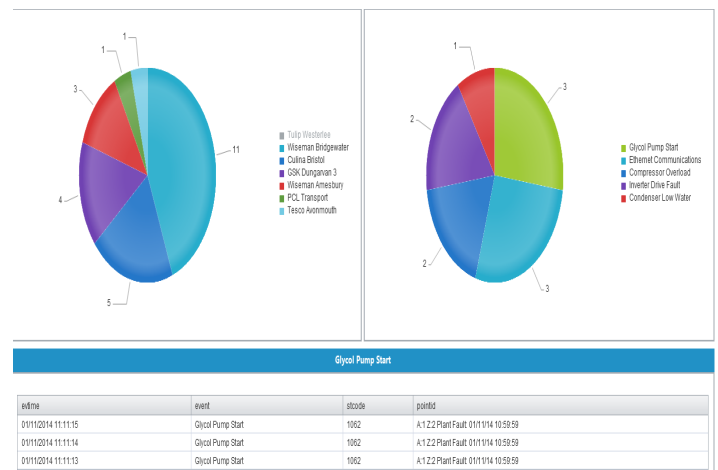 1
1
3
11
4
5
Tulip Westerlee
Wiseman Bridgewater
Culina Bristol
GSK Dungarvan 3
Wiseman Amesbury
PCL Transport
Tesco Avonmouth
1
3
2
2
3
Glycol Pump Start
Ethernet Communications
Compressor Overload
Inverter Drive Fault
Condenser Low Water
Glycol Pump Start
evtime event stcode pointid
01/11/2014 11:11:15 Glycol Pump Start 1062 A:1 Z:2 Plant Fault 01/11/14 10:59:59
01/11/2014 11:11:14 Glycol Pump Start 1062 A:1 Z:2 Plant Fault 01/11/14 10:59:59
01/11/2014 11:11:13 Glycol Pump Start 1062 A:1 Z:2 Plant Fault 01/11/14 10:59:59